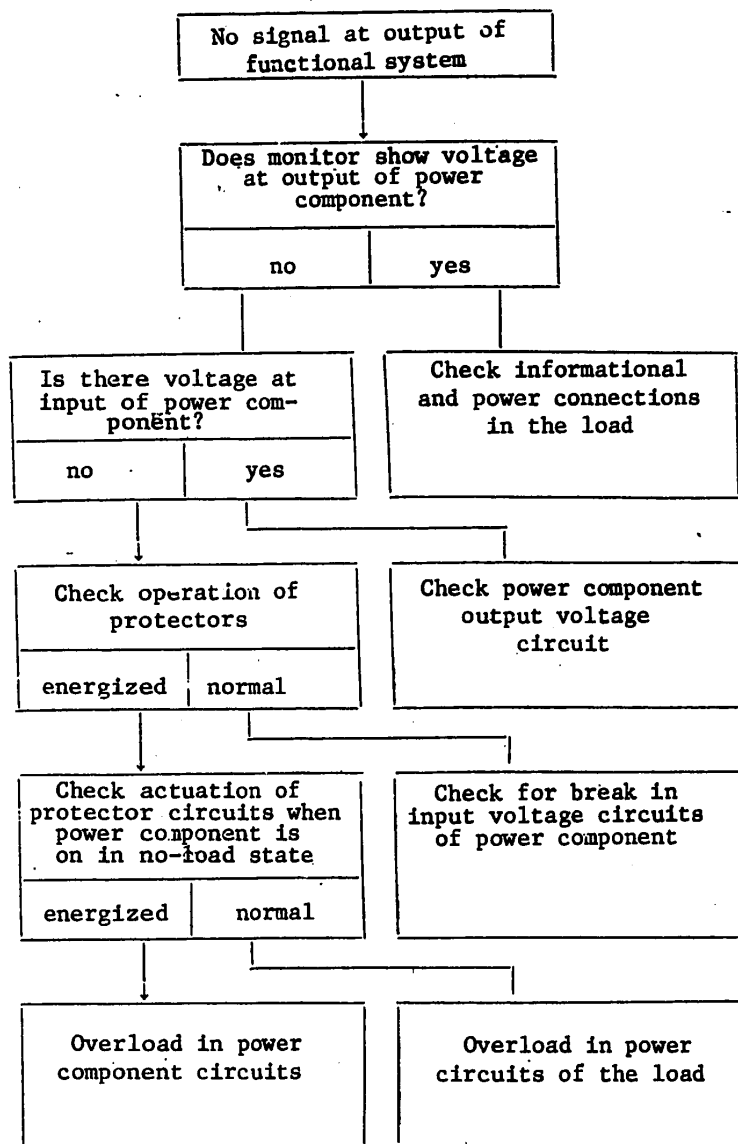 No signal at output of
functional system
Does monitor show voltage
at output of power
component?
no yes
Is there voltage at
input of power com-
ponent?
no yes
Check informational
and power connections
in the load
Check operation of
protectors
energized normal
Check power component
output voltage
circuit
Check actuation of
protector circuits when
power component is
on in no-load state
energized normal
Check for break in
input voltage circuits
of power component
Overload in power
component circuits
Overload in power
circuits of the load